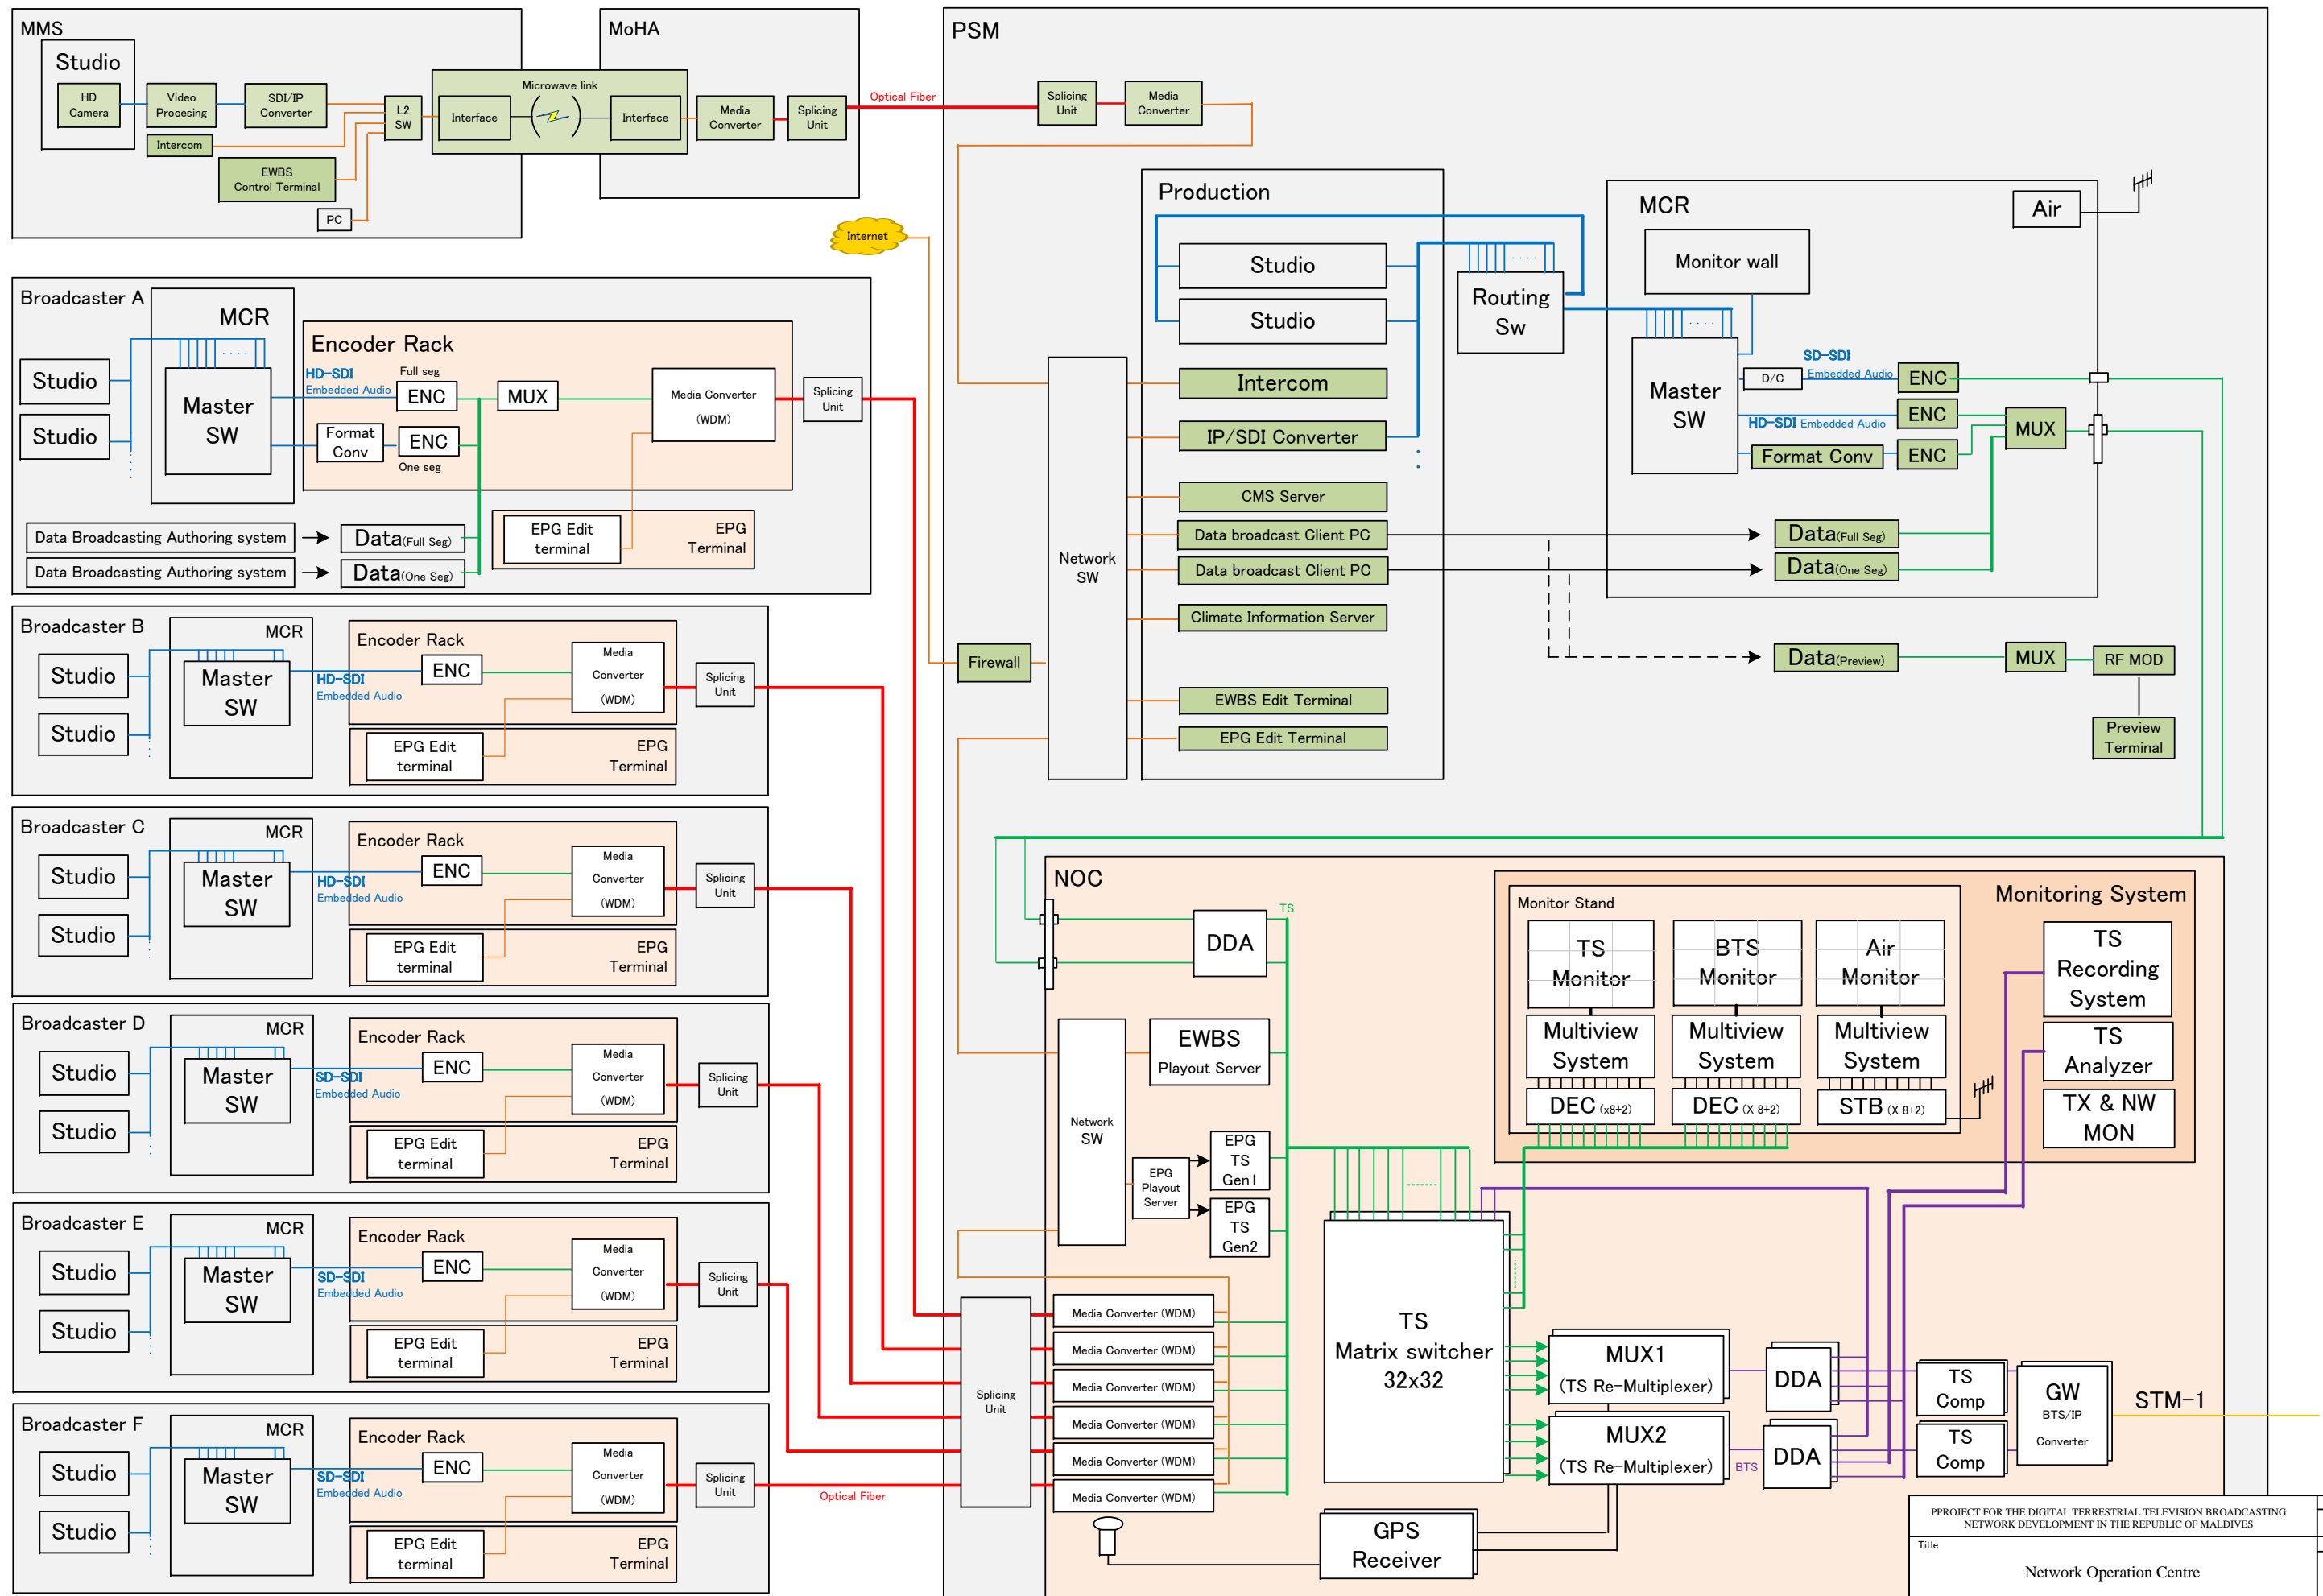 MMS
Studio
HD
Camera
Video
Procesing
SDI/IP
Converter
L2
SW
Intercom
EWBS
Control Terminal
PC
Microwave link
Interface
Interface
MoHA
Media
Converter
Splicing
Unit
Optical Fiber
Internet
Broadcaster A
Studio
Studio
MCR
Master
SW
Encoder Rack
HD-SDI
Embedded Audio
Full seg
ENC
Format
Conv
ENC
One seg
MUX
Media Converter
(WDM)
Splicing
Unit
Data Broadcasting Authoring system
Data(Full Seg)
Data Broadcasting Authoring system
Data(One Seg)
EPG Edit
terminal
EPG
Terminal
Broadcaster B
Studio
Studio
MCR
Master
SW
HD-SDI
Embedded Audio
Encoder Rack
ENC
Media
Converter
(WDM)
Splicing
Unit
EPG Edit
terminal
EPG
Terminal
Broadcaster C
Studio
Studio
MCR
Master
SW
HD-SDI
Embedded Audio
Encoder Rack
ENC
Media
Converter
(WDM)
Splicing
Unit
EPG Edit
terminal
EPG
Terminal
Broadcaster D
Studio
Studio
MCR
Master
SW
SD-SDI
Embedded Audio
Encoder Rack
ENC
Media
Converter
(WDM)
Splicing
Unit
EPG Edit
terminal
EPG
Terminal
Broadcaster E
Studio
Studio
MCR
Master
SW
SD-SDI
Embedded Audio
Encoder Rack
ENC
Media
Converter
(WDM)
Splicing
Unit
EPG Edit
terminal
EPG
Terminal
Broadcaster F
Studio
Studio
MCR
Master
SW
SD-SDI
Embedded Audio
Encoder Rack
ENC
Media
Converter
(WDM)
Splicing
Unit
Optical Fiber
EPG Edit
terminal
EPG
Terminal
PSM
Splicing
Unit
Media
Converter
Firewall
Network
SW
Production
Studio
Studio
Intercom
IP/SDI Converter
CMS Server
Data broadcast Client PC
Data broadcast Client PC
Climate Information Server
EWBS Edit Terminal
EPG Edit Terminal
Routing
Sw
MCR
Air
Monitor wall
Master
SW
SD-SDI
D/C
Embedded Audio
ENC
ENC
HD-SDI Embedded Audio
Format Conv
ENC
MUX
Data(Full Seg)
Data(One Seg)
Data(Preview)
MUX
RF MOD
Preview
Terminal
NOC
TS
DDA
Network
SW
EWBS
Playout Server
EPG
Playout
Server
EPG
TS
Gen1
EPG
TS
Gen2
Splicing
Unit
Media Converter (WDM)
Media Converter (WDM)
Media Converter (WDM)
Media Converter (WDM)
Media Converter (WDM)
Media Converter (WDM)
GPS
Receiver
TS
Matrix switcher
32x32
Monitoring System
Monitor Stand
TS
Monitor
BTS
Monitor
Air
Monitor
Multiview
System
Multiview
System
Multiview
System
DEC (x8+2)
DEC (X 8+2)
STB (X 8+2)
TS
Recording
System
TS
Analyzer
TX & NW
MON
MUX1
(TS Re-Multiplexer)
MUX2
(TS Re-Multiplexer)
BTS
DDA
DDA
TS
Comp
TS
Comp
GW
BTS/IP
Converter
STM-1
PPROJECT FOR THE DIGITAL TERRESTRIAL TELEVISION BROADCASTING
NETWORK DEVELOPMENT IN THE REPUBLIC OF MALDIVES
Title
Network Operation Centre